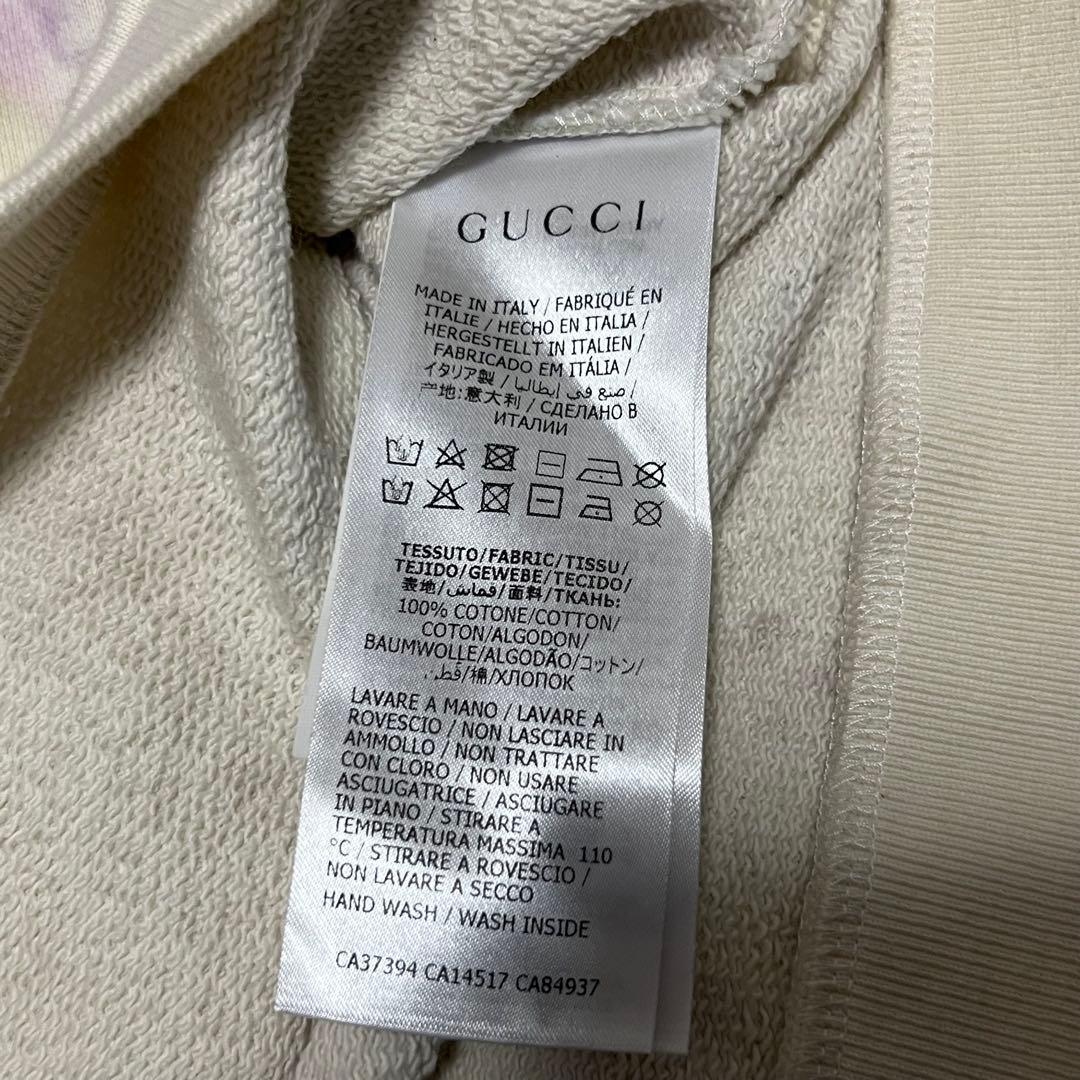 GUCCI
MADE IN ITALY / FABRIQUÉ EN
ITALIE / HECHO EN ITALIA /
HERGESTELLT IN ITALIEN /
FABRICADO EM ITÁLIA /
イタリア製 / صنع في إيطاليا /
产地:意大利 / СДЕЛАНО В
ИТАЛИИ
TESSUTO/FABRIC/TISSU/
TEJIDO/GEWEBE/TECIDO/
表地/قماش/面料/ТКАНЬ:
100% COTONE/COTTON/
COTON/ALGODON/
BAUMWOLLE/ALGODÃO/コットン/
قطن/棉/ХЛОПОК
LAVARE A MANO / LAVARE A
ROVESCIO / NON LASCIARE IN
AMMOLLO / NON TRATTARE
CON CLORO / NON USARE
ASCIUGATRICE / ASCIUGARE
IN PIANO / STIRARE A
TEMPERATURA MASSIMA 110
°C / STIRARE A ROVESCIO /
NON LAVARE A SECCO
HAND WASH / WASH INSIDE
CA37394 CA14517 CA84937